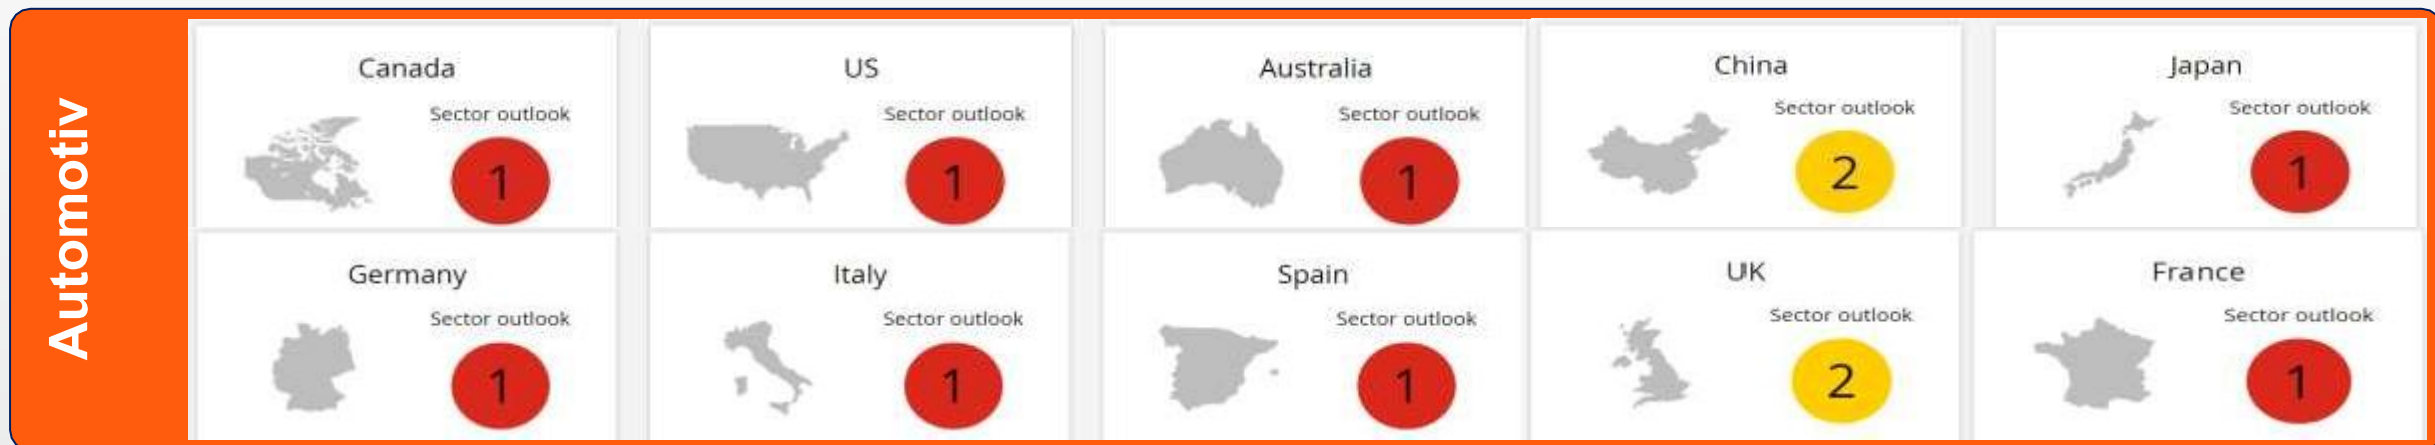 Automotiv
Canada
Sector outlook
1
US
Sector outlook
1
Australia
Sector outlook
1
China
Sector outlook
2
Japan
Sector outlook
1
Germany
Sector outlook
1
Italy
Sector outlook
1
Spain
Sector outlook
1
UK
Sector outlook
2
France
Sector outlook
1